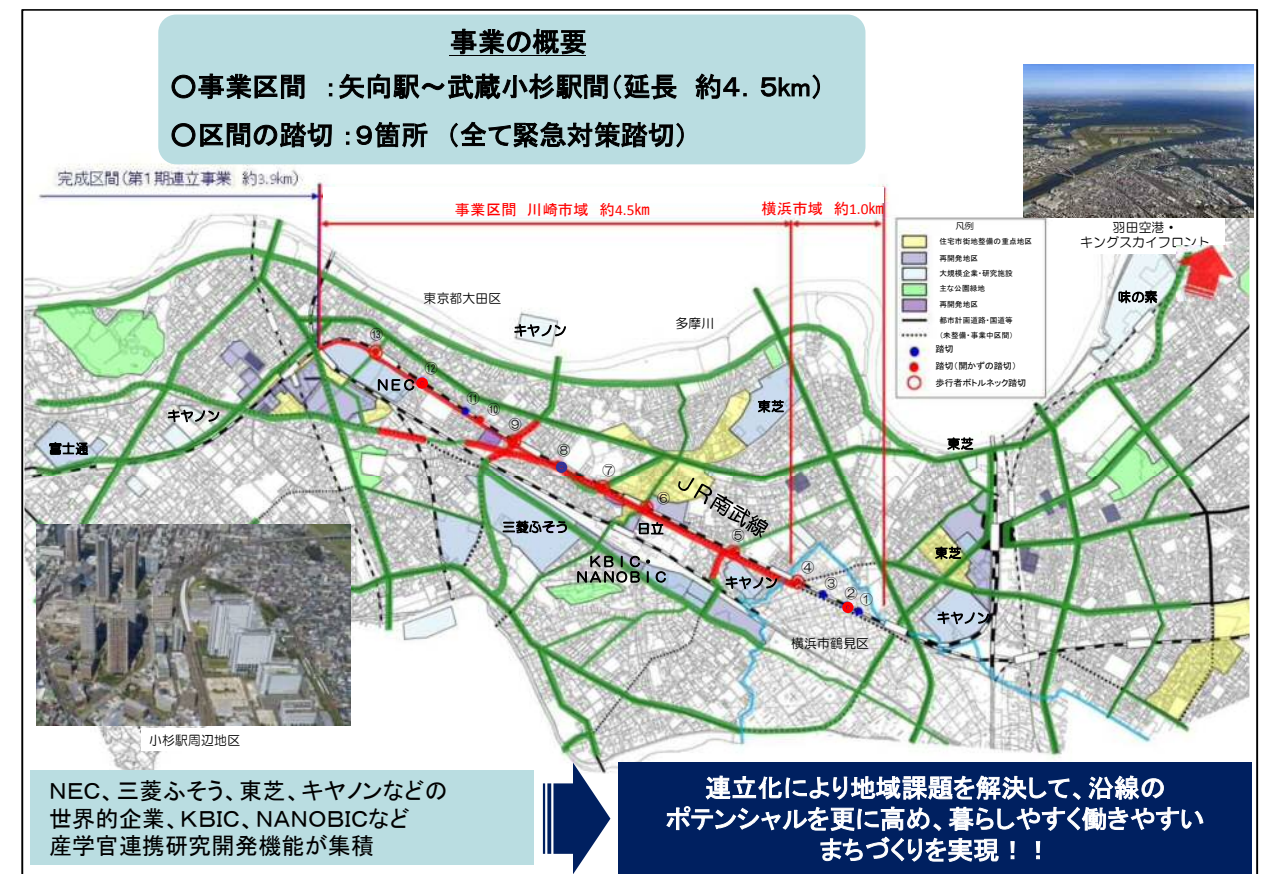 事業の概要
〇事業区間　：矢向駅～武蔵小杉駅間（延長　約４．５km）
〇区間の踏切：９箇所　（全て緊急対策踏切）
完成区間（第1期連立事業　約3.9km）
事業区間　川崎市域　約4.5km
横浜市域　約1.0km
凡例
住宅市街地整備の重点地区
再開発地区
大規模企業・研究施設
主な公園緑地
再開発地区
都市計画道路・国道等
（未整備・事業中区間）
踏切
踏切（開かずの踏切）
歩行者ボトルネック踏切
羽田空港・
キングスカイフロント
味の素
東京都大田区
キヤノン
多摩川
⑬
⑫
ＮＥＣ
⑪
⑩
⑨
⑧
⑦
⑥
⑤
④
③
②
①
キヤノン
富士通
東芝
東芝
ＪＲ南武線
三菱ふそう
日立
ＫＢＩＣ・
ＮＡＮＯＢＩＣ
キヤノン
東芝
キヤノン
横浜市鶴見区
小杉駅周辺地区
ＮＥＣ、三菱ふそう、東芝、キヤノンなどの
世界的企業、ＫＢＩＣ、ＮＡＮＯＢＩＣなど
産学官連携研究開発機能が集積
連立化により地域課題を解決して、沿線の
ポテンシャルを更に高め、暮らしやすく働きやすい
まちづくりを実現！！